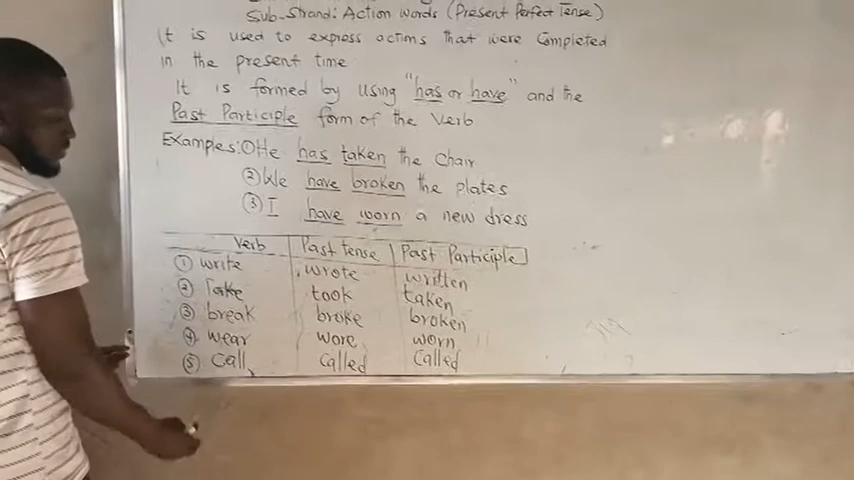 Sub-Strand: Action words (Present Perfect Tense)
It is used to express actions that were Completed
in the present time
It is formed by using "has or have" and the
Past Participle form of the Verb
Examples: ① He has taken the Chair
② We have broken the plates
③ I have worn a new dress
Verb Past Tense Past Participle
① write wrote written
② Take took taken
③ break broke broken
④ wear wore worn
⑤ Call Called Called